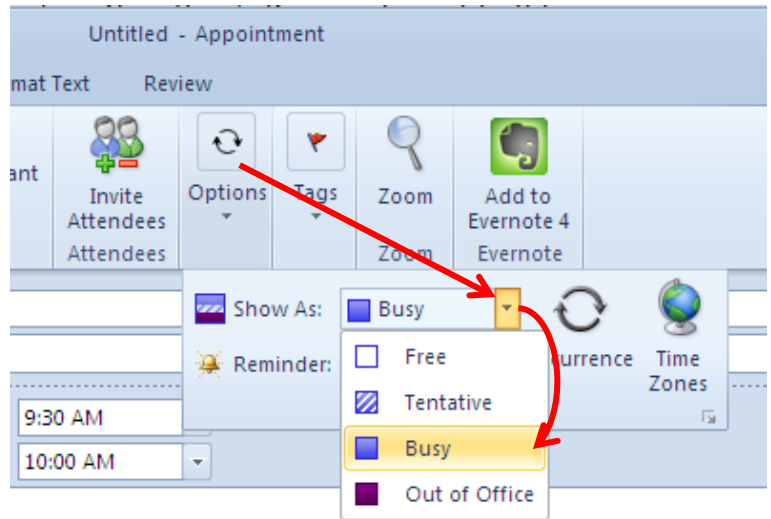 Untitled - Appointment
mat Text Review
ant
Invite Attendees
Options
Tags
Zoom
Add to Evernote 4
Attendees Zoom Evernote
Show As: Busy
Reminder:
currence
Time Zones
Free
Tentative
Busy
Out of Office
9:30 AM
10:00 AM